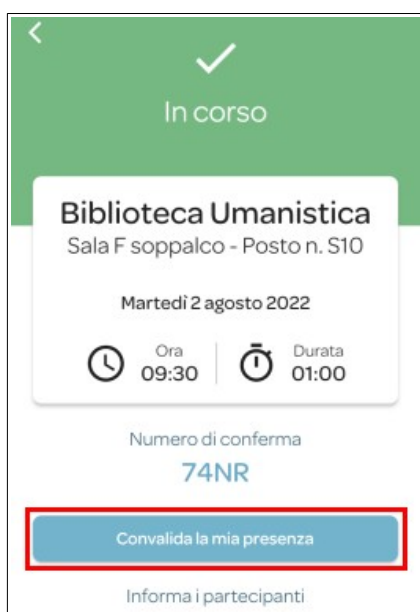 In corso
Biblioteca Umanistica
Sala F soppalco - Posto n. S10
Martedì 2 agosto 2022
Ora
09:30
Durata
01:00
Numero di conferma
74NR
Convalida la mia presenza
Informa i partecipanti